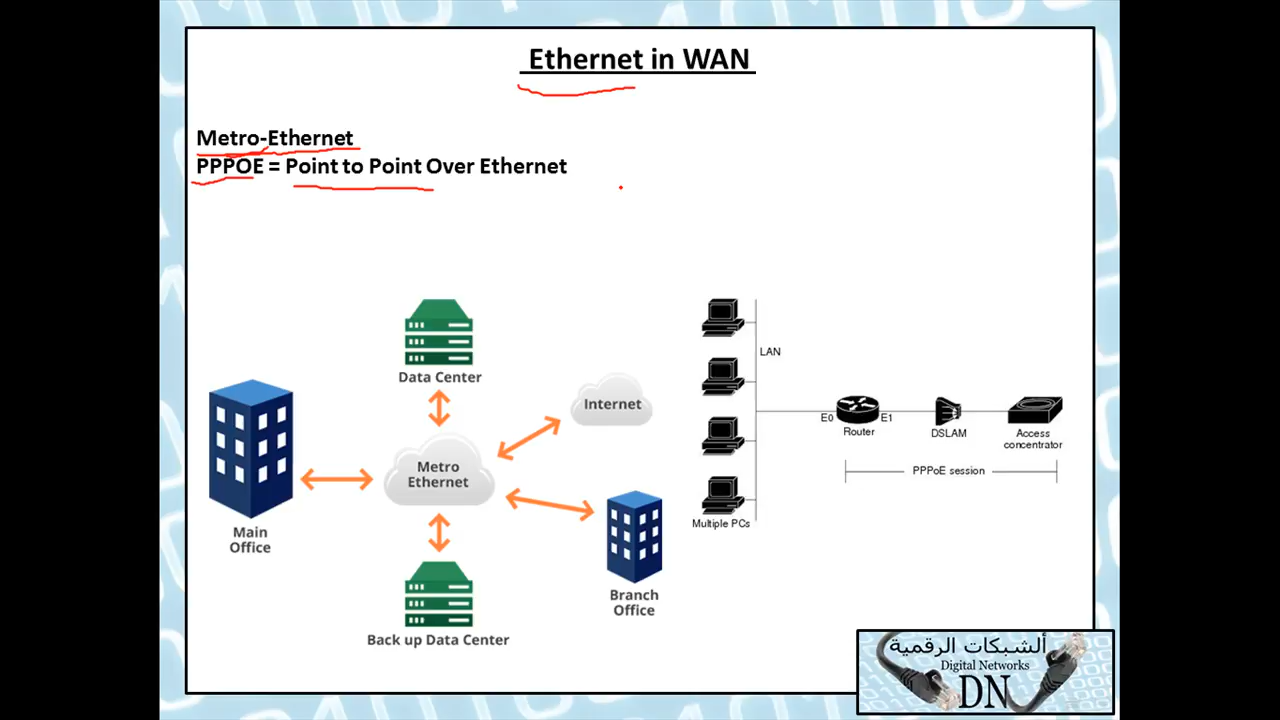 Ethernet in WAN
Metro-Ethernet
PPPOE = Point to Point Over Ethernet
Data Center
Internet
Metro
Ethernet
Main
Office
Branch
Office
Back up Data Center
LAN
E0
E1
Router
DSLAM
Access
concentrator
PPPoE session
Multiple PCs
ألشبكات الرقمية
Digital Networks
DN